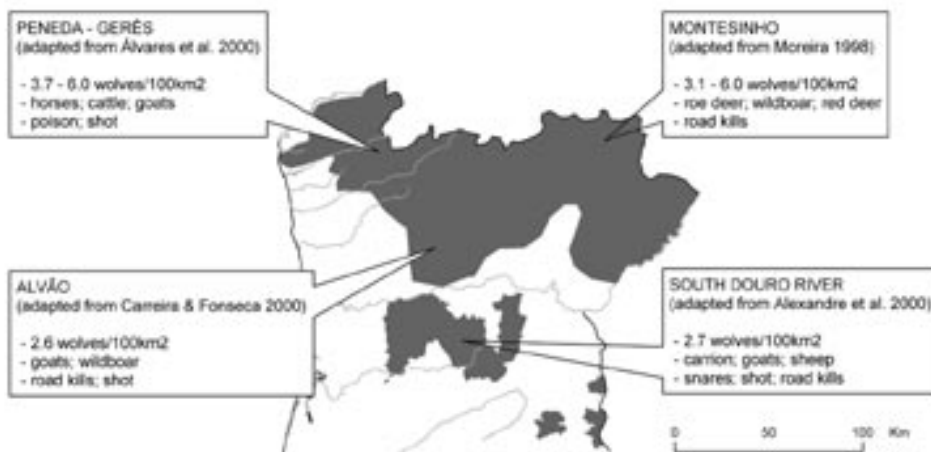 PENEDA - GERÊS
(adapted from Álvares et al. 2000)
- 3.7 - 6.0 wolves/100km2
- horses; cattle; goats
- poison; shot
MONTESINHO
(adapted from Moreira 1998)
- 3.1 - 6.0 wolves/100km2
- roe deer; wildboar; red deer
- road kills
ALVÃO
(adapted from Carreira & Fonseca 2000)
- 2.6 wolves/100km2
- goats; wildboar
- road kills; shot
SOUTH DOURO RIVER
(adapted from Alexandre et al. 2000)
- 2.7 wolves/100km2
- carrion; goats; sheep
- snares; shot; road kills
0 50 100 Km